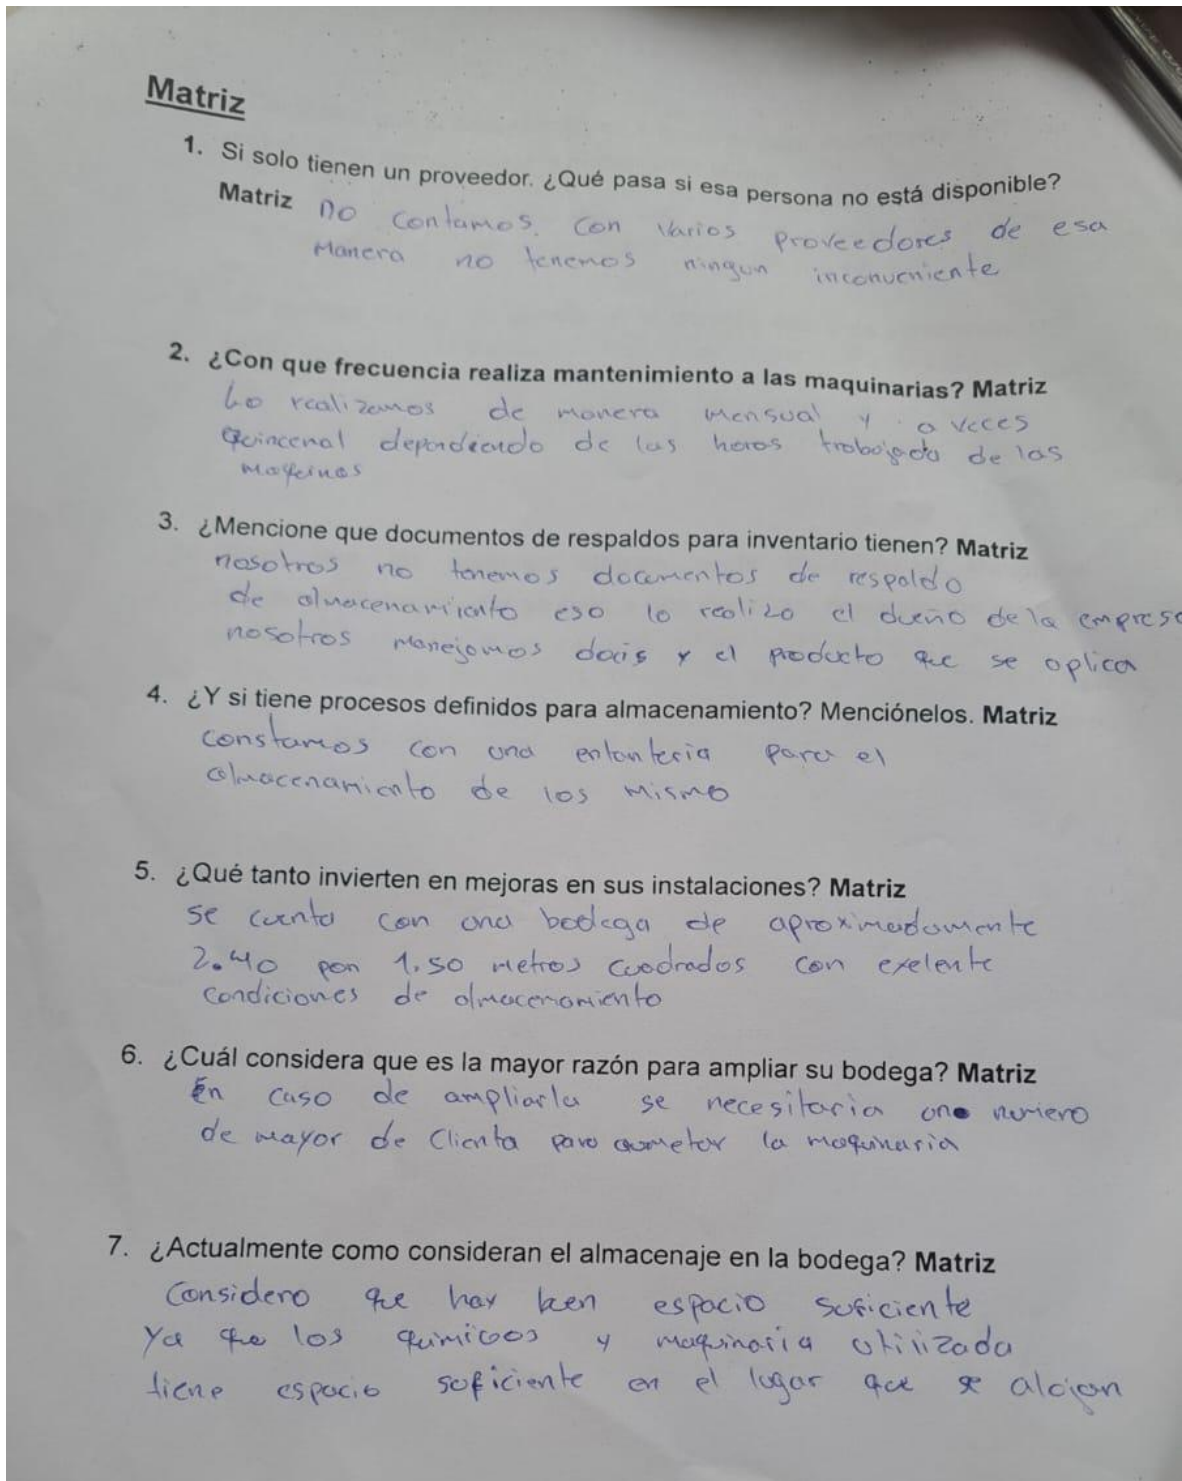 Matriz
1. Si solo tienen un proveedor. ¿Qué pasa si esa persona no está disponible?
Matriz no contamos. con varios proveedores de esa
Manera no tenemos ningun inconveniente
2. ¿Con que frecuencia realiza mantenimiento a las maquinarias? Matriz
Lo realizamos de manera mensual y a veces
Quincenal dependiendo de las horas trabajada de las
3. ¿Mencione que documentos de respaldos para inventario tienen? Matriz
nosotros no tenemos documentos de respaldo
de almacenamiento eso lo realiza el dueño de la empresa
nosotros manejamos docis y el producto que se aplica
4. ¿Y si tiene procesos definidos para almacenamiento? Menciónelos. Matriz
constamos con una entanteria para el
almacenamiento de los mismo
5. ¿Qué tanto invierten en mejoras en sus instalaciones? Matriz
se cuenta con una bodega de aproximadamente
2.40 por 1.50 metros cuadrados con exelente
condiciones de almacenamiento
6. ¿Cuál considera que es la mayor razón para ampliar su bodega? Matriz
En caso de ampliarla se necesitaria numero
de mayor de Clienta para aumetar la maquinaria
7. ¿Actualmente como consideran el almacenaje en la bodega? Matriz
Considero que hay espacio suficiente
Ya que los quimicos y maquinaria utilizada
tiene espacio suficiente en el lugar que se alojan